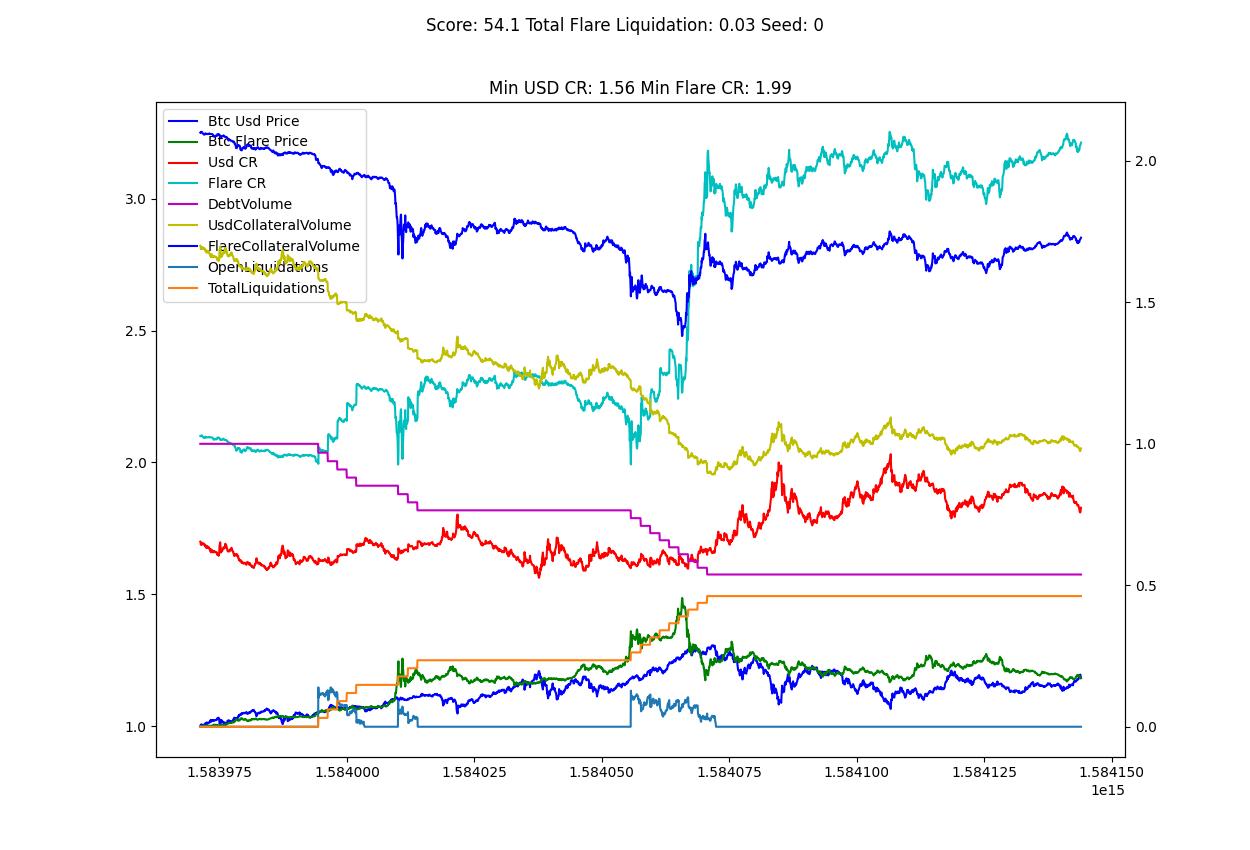 Score: 54.1 Total Flare Liquidation: 0.03 Seed: 0
Min USD CR: 1.56 Min Flare CR: 1.99
Btc Usd Price
Btc Flare Price
Usd CR
Flare CR
DebtVolume
UsdCollateralVolume
FlareCollateralVolume
OpenLiquidations
TotalLiquidations
3.0
2.5
2.0
1.5
1.0
2.0
1.5
1.0
0.5
0.0
1.583975 1.584000 1.584025 1.584050 1.584075 1.584100 1.584125 1.584150
1e15